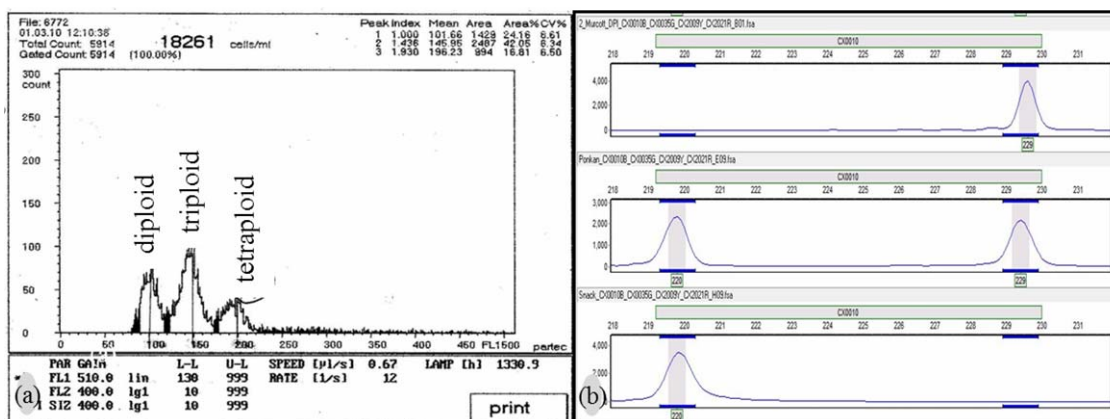 File: 6772
01.03.10 12:10:38
Total Count: 5914
Gated Count: 5914 (100.00%)
18261 cells/ml
Peak Index Mean Area Area% CV%
1 1.000 101.66 1429 24.16 6.61
2 1.436 145.95 2487 42.05 8.34
3 1.930 196.23 994 16.81 6.50
300
count
250
200
150
100
50
0
diploid
triploid
tetraploid
0 50 100 150 200 250 300 350 400 450 500
FL1500 partec
PAR GAIN L-L U-L SPEED [µl/s] 0.67 LAMP [h] 1330.9
FL1 510.0 lin 130 999 RATE [1/s] 12
FL2 400.0 lg1 10 999
SIZ 400.0 lg1 10 999
print
(a)
2_Murcott_DPI_CX0010B_CX0035G_CX2009Y_CX2021R_B01.fsa
218 219 220 221 222 223 224 225 226 227 228 229 230 231
CX0010
4,000
2,000
0
229
Ponkan_CX0010B_CX0035G_CX2009Y_CX2021R_E09.fsa
218 219 220 221 222 223 224 225 226 227 228 229 230 231
CX0010
3,000
2,000
1,000
0
220 229
Snack_CX0010B_CX0035G_CX2009Y_CX2021R_H09.fsa
218 219 220 221 222 223 224 225 226 227 228 229 230 231
CX0010
4,000
2,000
0
220
(b)